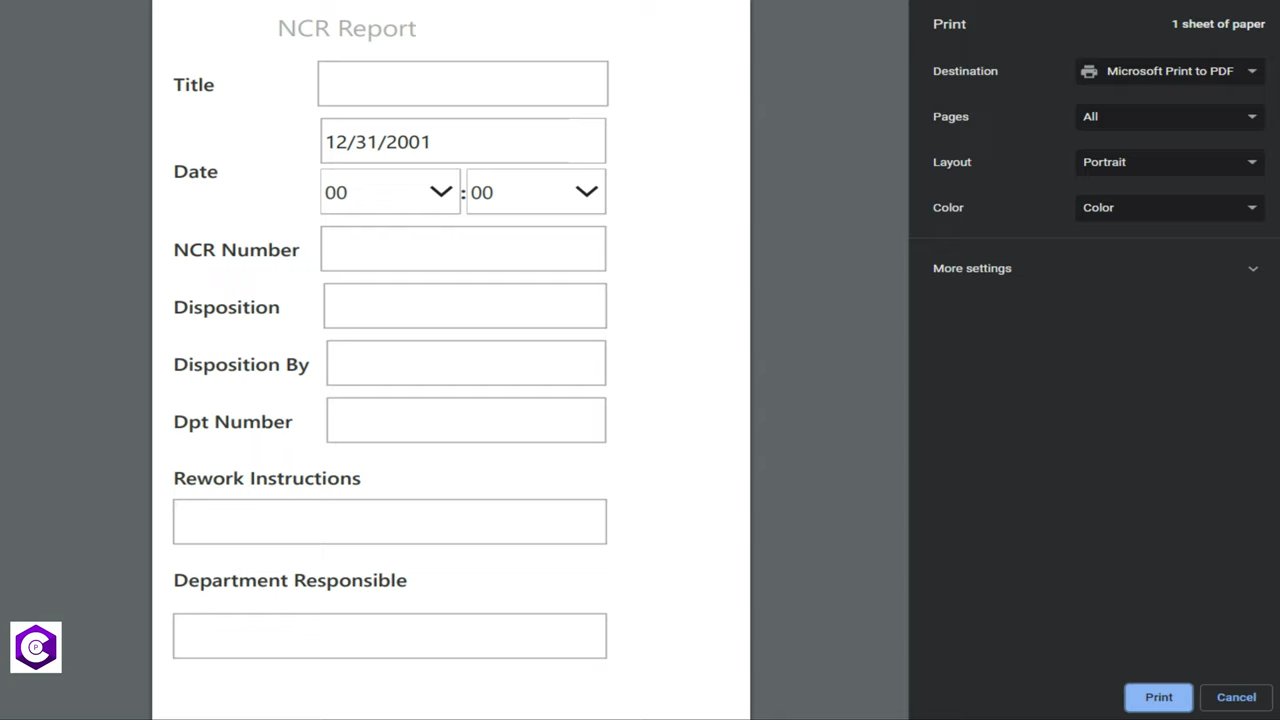 NCR Report
Print
1 sheet of paper
Title
Destination
Microsoft Print to PDF
12/31/2001
Pages
All
Date
Layout
Portrait
00 : 00
Color
Color
NCR Number
More settings
Disposition
Disposition By
Dpt Number
Rework Instructions
Department Responsible
C
P
Print
Cancel